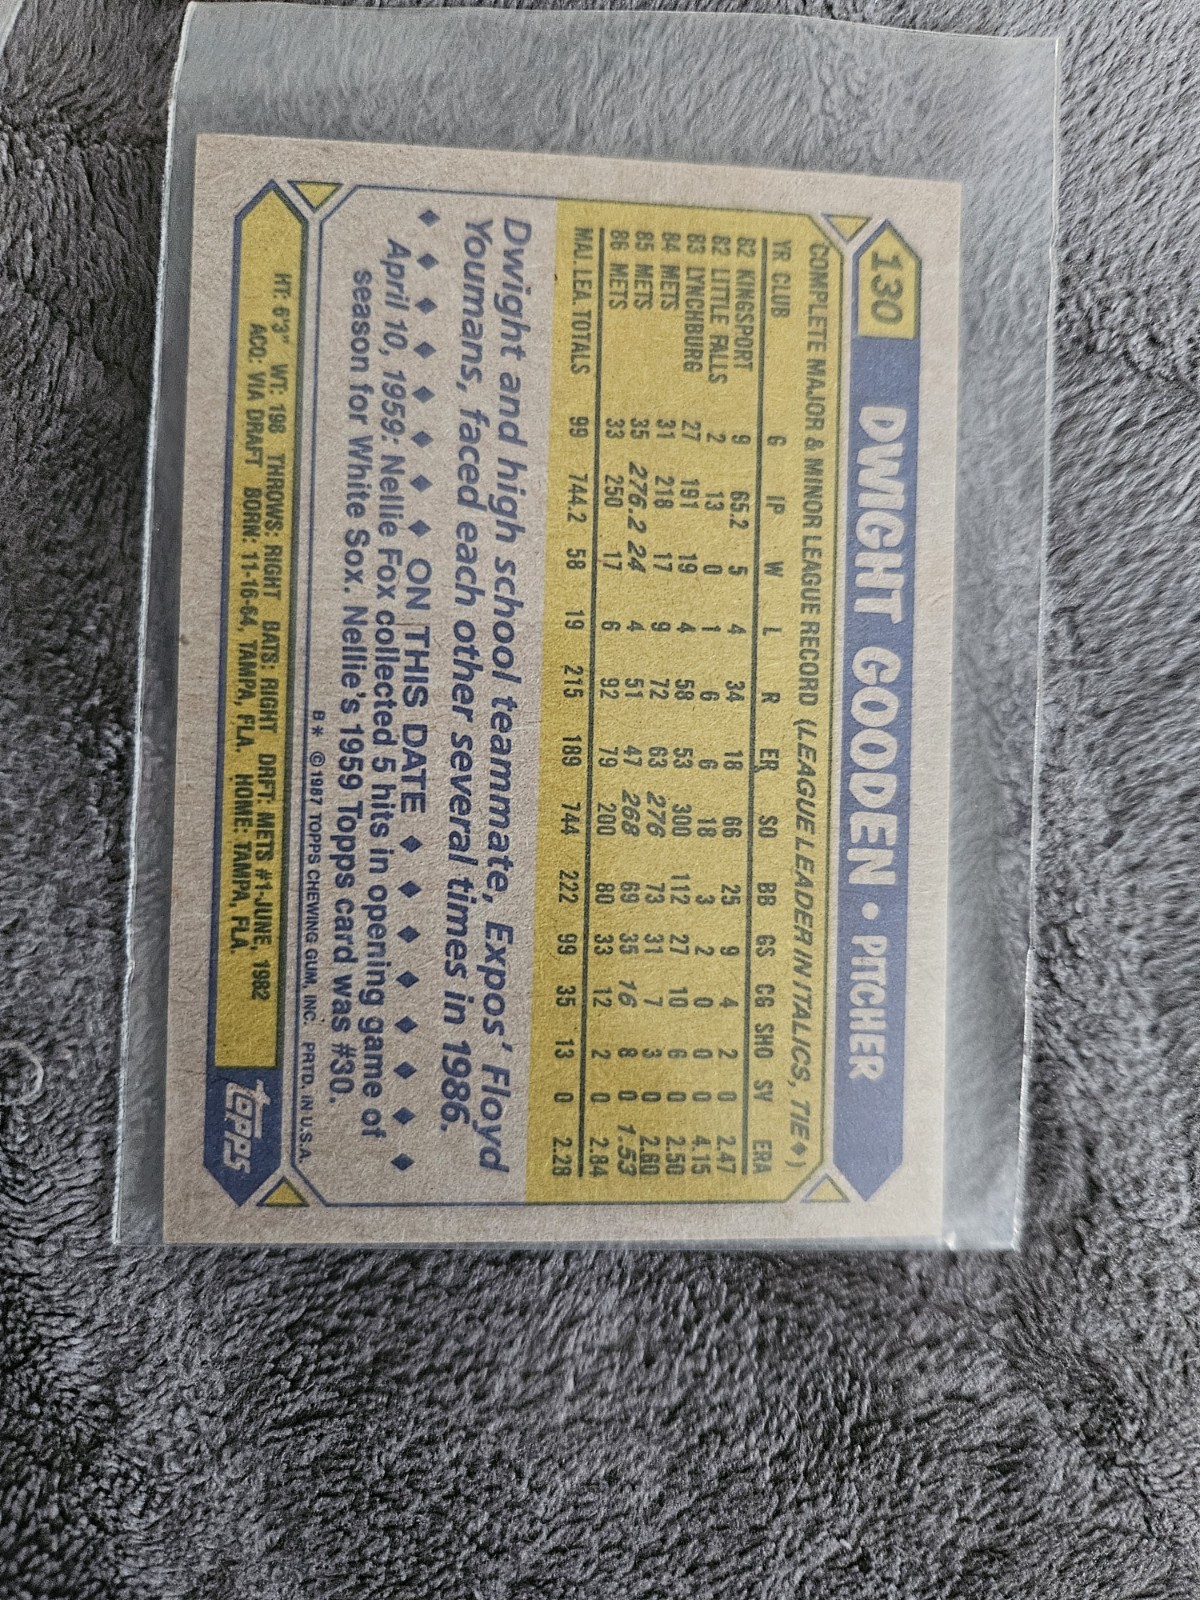 130 DWIGHT GOODEN • PITCHER
COMPLETE MAJOR & MINOR LEAGUE RECORD (LEAGUE LEADER IN ITALICS, TIE♦)
YR CLUB G IP W L R ER SO BB GS CG SHO SV ERA
82 KINGSPORT 9 65.2 5 4 34 18 66 25 9 4 2 0 2.47
82 LITTLE FALLS 2 13 0 1 6 6 18 3 2 0 0 0 4.15
83 LYNCHBURG 27 191 19 4 58 53 300 112 27 10 6 0 2.50
84 METS 31 218 17 9 72 63 276 73 31 7 3 0 2.60
85 METS 35 276.2 24 4 51 47 268 69 35 16 8 0 1.53
86 METS 33 250 17 6 92 79 200 80 33 12 2 0 2.84
MAJ. LEA. TOTALS 99 744.2 58 19 215 189 744 222 99 35 13 0 2.28
Dwight and high school teammate, Expos' Floyd
Youmans, faced each other several times in 1986.
♦ ♦ ♦ ♦ ♦ ♦ ♦ ♦ ON THIS DATE ♦ ♦ ♦ ♦ ♦ ♦ ♦ ♦
April 10, 1959: Nellie Fox collected 5 hits in opening game of
season for White Sox. Nellie's 1959 Topps card was #30.
B* ©1987 TOPPS CHEWING GUM, INC. PRTD. IN U.S.A.
HT: 6'3" WT: 198 THROWS: RIGHT BATS: RIGHT DRFT: METS #1-JUNE, 1982
ACQ: VIA DRAFT BORN: 11-16-64, TAMPA, FLA. HOME: TAMPA, FLA.
TOPPS